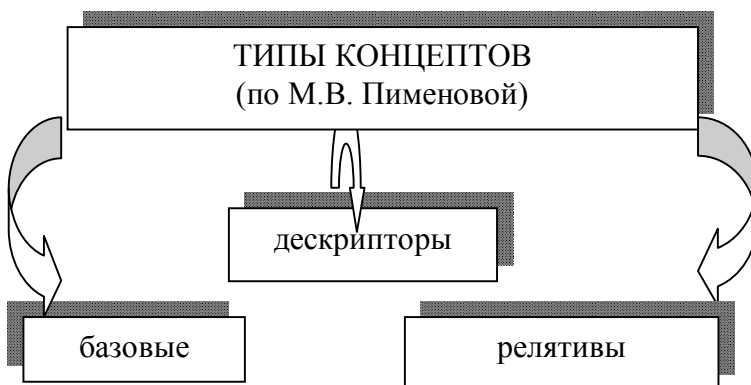 ТИПЫ КОНЦЕПТОВ
(по М.В. Пименовой)
дескрипторы
базовые
релятивы